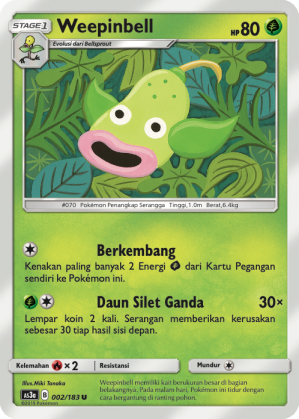 STAGE 1 Weepinbell HP 80
Evolusi dari Bellsprout
#070 Pokémon Penangkap Serangga Tinggi,1.0m Berat,6.4kg
Berkembang
Kenakan paling banyak 2 Energi dari Kartu Pegangan
sendiri ke Pokémon ini.
Daun Silet Ganda 30×
Lempar koin 2 kali. Serangan memberikan kerusakan
sebesar 30 tiap hasil sisi depan.
Kelemahan ×2 Resistansi Mundur
Illus.Miki Tanaka
AS3a B 002/183 U
©2019 Pokémon
Weepinbell memiliki kait berukuran besar di bagian
belakangnya. Pada malam hari, Pokémon ini tidur dengan
cara bergantung di ranting pohon.